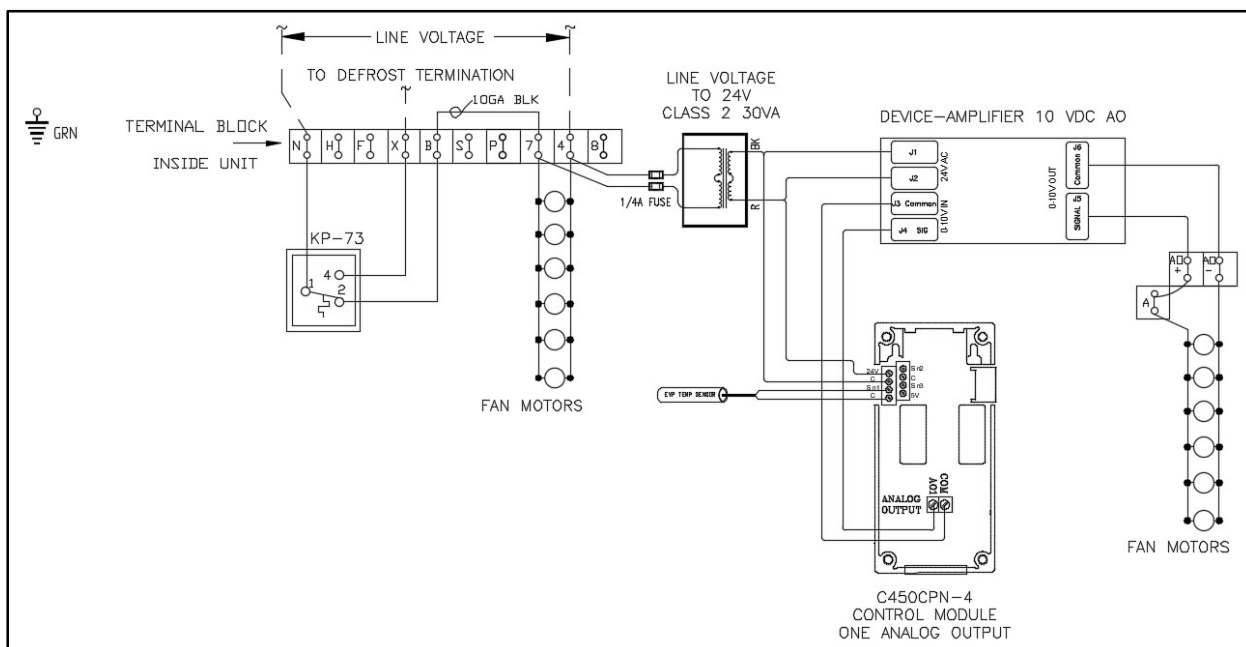 LINE VOLTAGE
TO DEFROST TERMINATION
10GA BLK
GRN
TERMINAL BLOCK
INSIDE UNIT
N H F X B S P 7 4 8
1/4A FUSE
LINE VOLTAGE
TO 24V
CLASS 2 30VA
BK
R
KP-73
4
1
2
FAN MOTORS
DEVICE-AMPLIFIER 10 VDC AO
J1
J2
24VAC
J3 Common
J4 SIG
0-10V IN
0-10V OUT
Common J6
SIGNAL J5
AO
+
AO
-
A
FAN MOTORS
24V
C
Sn1
C
Sn2
C
Sn3
5V
EVP TEMP SENSOR
ANALOG
OUTPUT
AO1
COM
C450CPN-4
CONTROL MODULE
ONE ANALOG OUTPUT